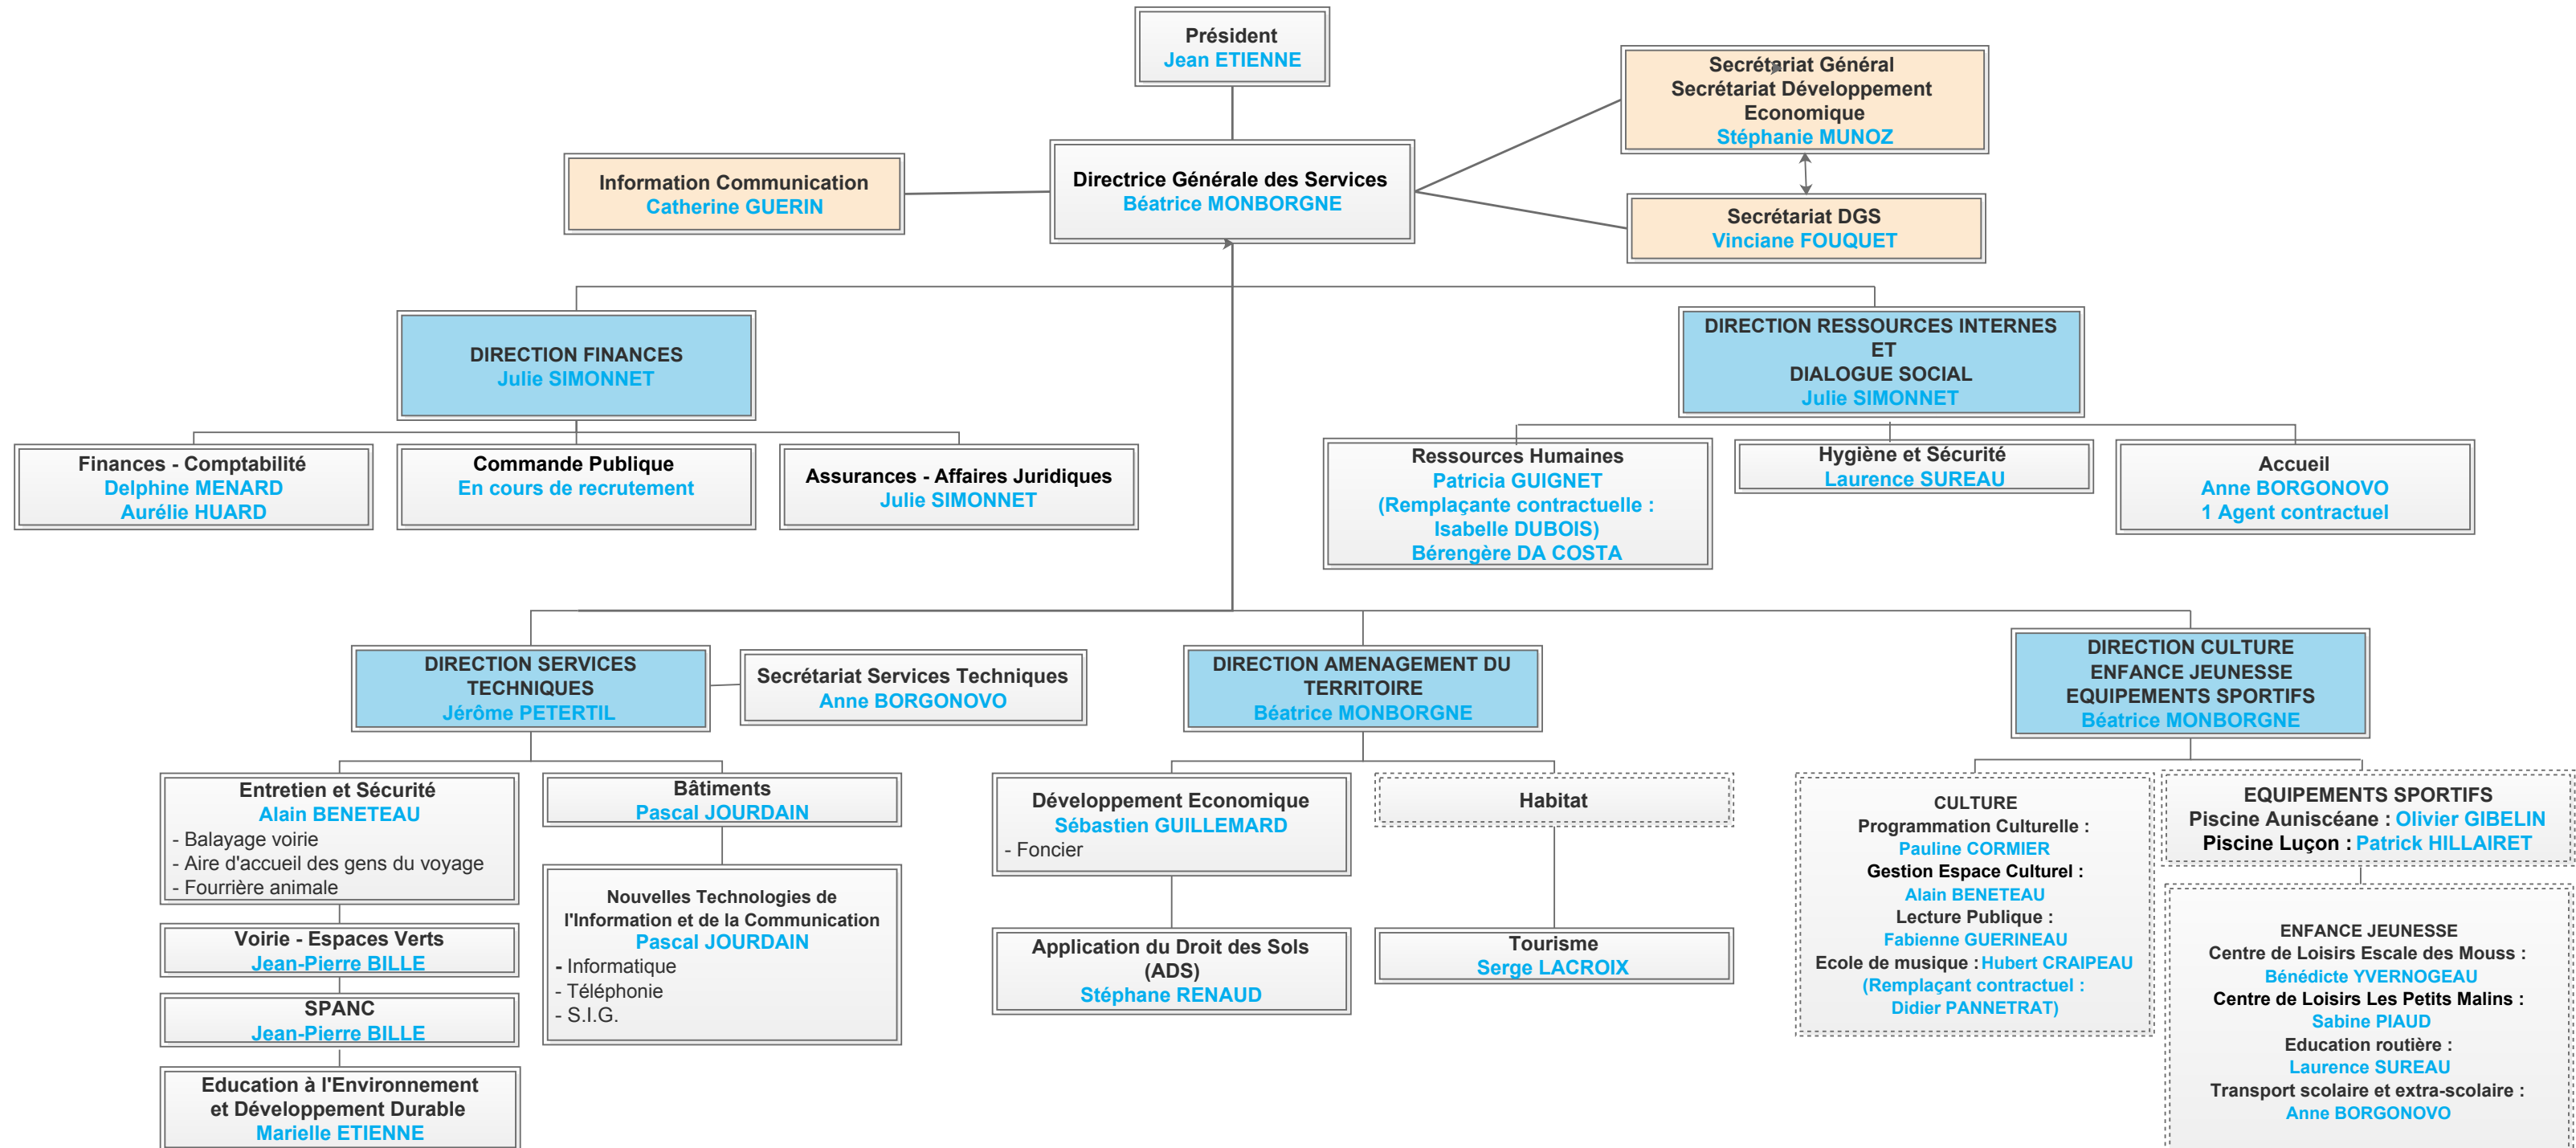 Président
Jean ETIENNE
Secrétariat Général
Secrétariat Développement
Economique
Stéphanie MUNOZ
Information Communication
Catherine GUERIN
Directrice Générale des Services
Béatrice MONBORGNE
Secrétariat DGS
Vinciane FOUQUET
DIRECTION FINANCES
Julie SIMONNET
DIRECTION RESSOURCES INTERNES
ET
DIALOGUE SOCIAL
Julie SIMONNET
Finances - Comptabilité
Delphine MENARD
Aurélie HUARD
Commande Publique
En cours de recrutement
Assurances - Affaires Juridiques
Julie SIMONNET
Ressources Humaines
Patricia GUIGNET
(Remplaçante contractuelle :
Isabelle DUBOIS)
Bérengère DA COSTA
Hygiène et Sécurité
Laurence SUREAU
Accueil
Anne BORGONOVO
1 Agent contractuel
DIRECTION SERVICES
TECHNIQUES
Jérôme PETERTIL
Secrétariat Services Techniques
Anne BORGONOVO
DIRECTION AMENAGEMENT DU
TERRITOIRE
Béatrice MONBORGNE
DIRECTION CULTURE
ENFANCE JEUNESSE
EQUIPEMENTS SPORTIFS
Béatrice MONBORGNE
Entretien et Sécurité
Alain BENETEAU
- Balayage voirie
- Aire d'accueil des gens du voyage
- Fourrière animale
Voirie - Espaces Verts
Jean-Pierre BILLE
SPANC
Jean-Pierre BILLE
Education à l'Environnement
et Développement Durable
Marielle ETIENNE
Bâtiments
Pascal JOURDAIN
Nouvelles Technologies de
l'Information et de la Communication
Pascal JOURDAIN
- Informatique
- Téléphonie
- S.I.G.
Développement Economique
Sébastien GUILLEMARD
- Foncier
Application du Droit des Sols
(ADS)
Stéphane RENAUD
Habitat
Tourisme
Serge LACROIX
CULTURE
Programmation Culturelle :
Pauline CORMIER
Gestion Espace Culturel :
Alain BENETEAU
Lecture Publique :
Fabienne GUERINEAU
Ecole de musique : Hubert CRAIPEAU
(Remplaçant contractuel :
Didier PANNETRAT)
EQUIPEMENTS SPORTIFS
Piscine Auniscéane : Olivier GIBELIN
Piscine Luçon : Patrick HILLAIRET
ENFANCE JEUNESSE
Centre de Loisirs Escale des Mouss :
Bénédicte YVERNOGEAU
Centre de Loisirs Les Petits Malins :
Sabine PIAUD
Education routière :
Laurence SUREAU
Transport scolaire et extra-scolaire :
Anne BORGONOVO